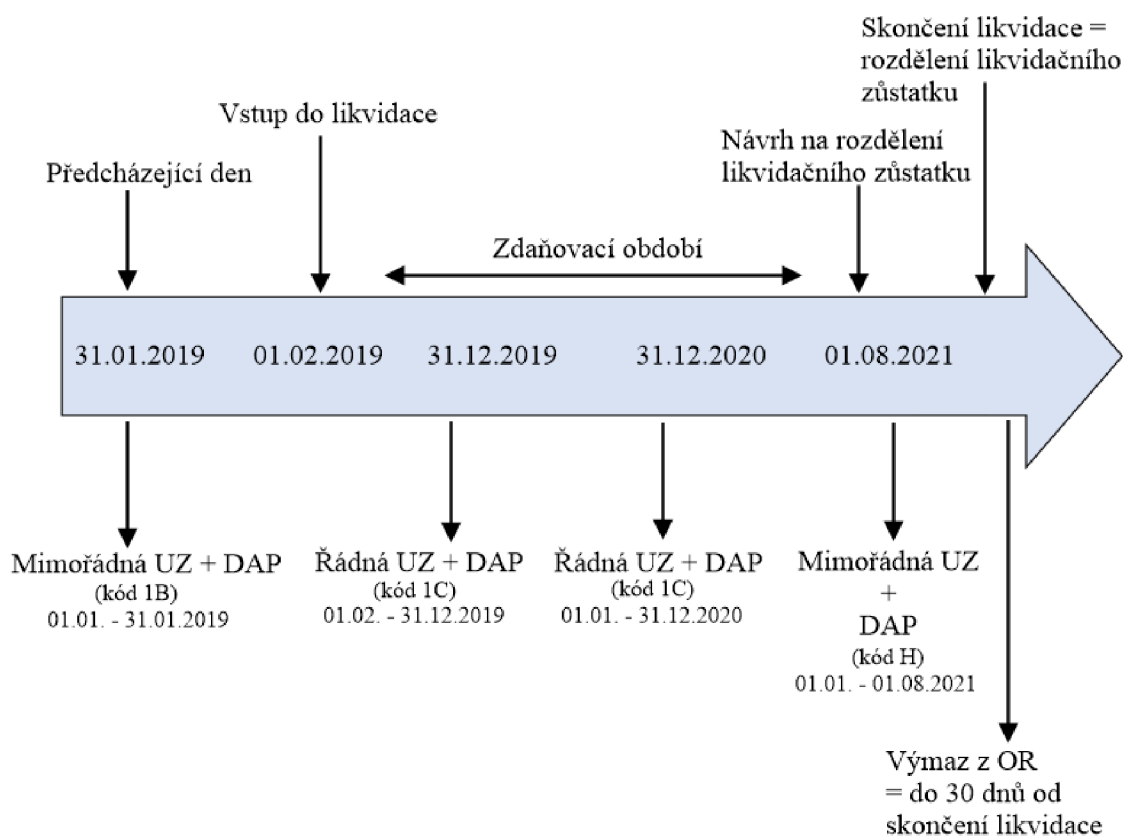 Skončení likvidace =
rozdělení likvidačního
zůstatku
Vstup do likvidace
Návrh na rozdělení
likvidačního zůstatku
Předcházející den
Zdaňovací období
31.01.2019
01.02.2019
31.12.2019
31.12.2020
01.08.2021
Mimořádná UZ + DAP
(kód 1B)
01.01. - 31.01.2019
Řádná UZ + DAP
(kód 1C)
01.02. - 31.12.2019
Řádná UZ + DAP
(kód 1C)
01.01. - 31.12.2020
Mimořádná UZ
+
DAP
(kód H)
01.01. - 01.08.2021
Výmaz z OR
= do 30 dnů od
skončení likvidace